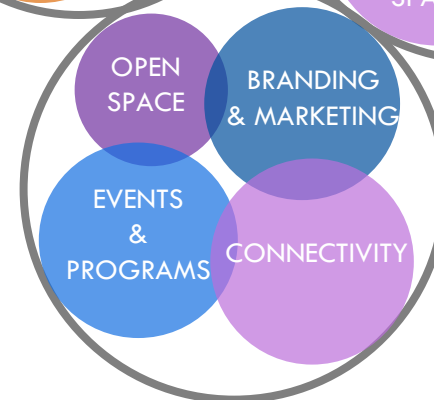 OPEN
SPACE
BRANDING
& MARKETING
EVENTS
&
PROGRAMS
CONNECTIVITY